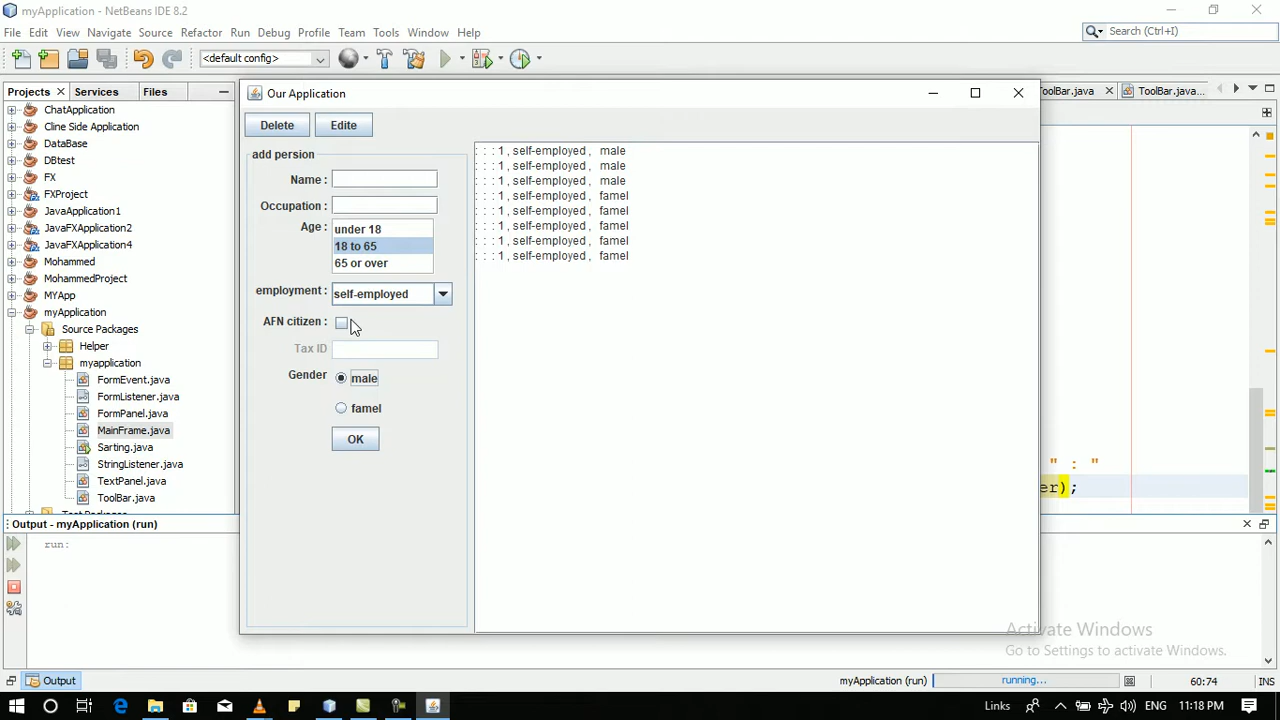 myApplication - NetBeans IDE 8.2
File Edit View Navigate Source Refactor Run Debug Profile Team Tools Window Help
Search (Ctrl+I)
<default config>
Projects Services Files
Our Application
ToolBar.java
ToolBar.java...
ChatApplication
Cline Side Application
DataBase
DBtest
FX
FXProject
JavaApplication1
JavaFXApplication2
JavaFXApplication4
Mohammed
MohammedProject
MYApp
myApplication
Source Packages
Helper
myapplication
FormEvent.java
FormListener.java
FormPanel.java
MainFrame.java
Sarting.java
StringListener.java
TextPanel.java
ToolBar.java
Delete Edite
add persion
Name :
Occupation :
Age :
under 18
18 to 65
65 or over
employment : self-employed
AFN citizen :
Tax ID
Gender
male
famel
OK
: : : 1 , self-employed , male
: : : 1 , self-employed , male
: : : 1 , self-employed , male
: : : 1 , self-employed , famel
: : : 1 , self-employed , famel
: : : 1 , self-employed , famel
: : : 1 , self-employed , famel
: : : 1 , self-employed , famel
" : "
er);
Output - myApplication (run)
run:
Activate Windows
Go to Settings to activate Windows.
Output
myApplication (run)
running...
60:74
INS
Links
ENG
11:18 PM